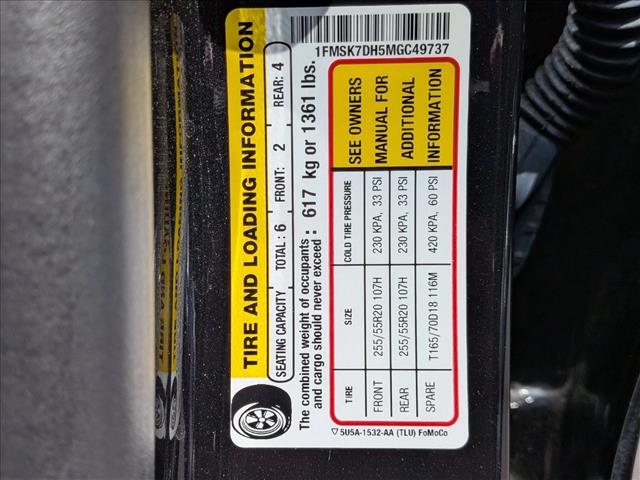 TIRE AND LOADING INFORMATION
SEATING CAPACITY TOTAL: 6 FRONT: 2 REAR: 4
The combined weight of occupants
and cargo should never exceed : 617 kg or 1361 lbs.
TIRE SIZE COLD TIRE PRESSURE SEE OWNERS
FRONT 255/55R20 107H 230 KPA, 33 PSI MANUAL FOR
REAR 255/55R20 107H 230 KPA, 33 PSI ADDITIONAL
SPARE T165/70D18 116M 420 KPA, 60 PSI INFORMATION
5U5A-1532-AA (TLU) FoMoCo
1FMSK7DH5MGC49737